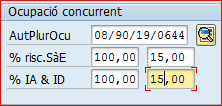 Ocupació concurrent
AutPlurOcu 08/90/19/0644
% risc.SàE 100,00 15,00
% IA & ID 100,00 15,00